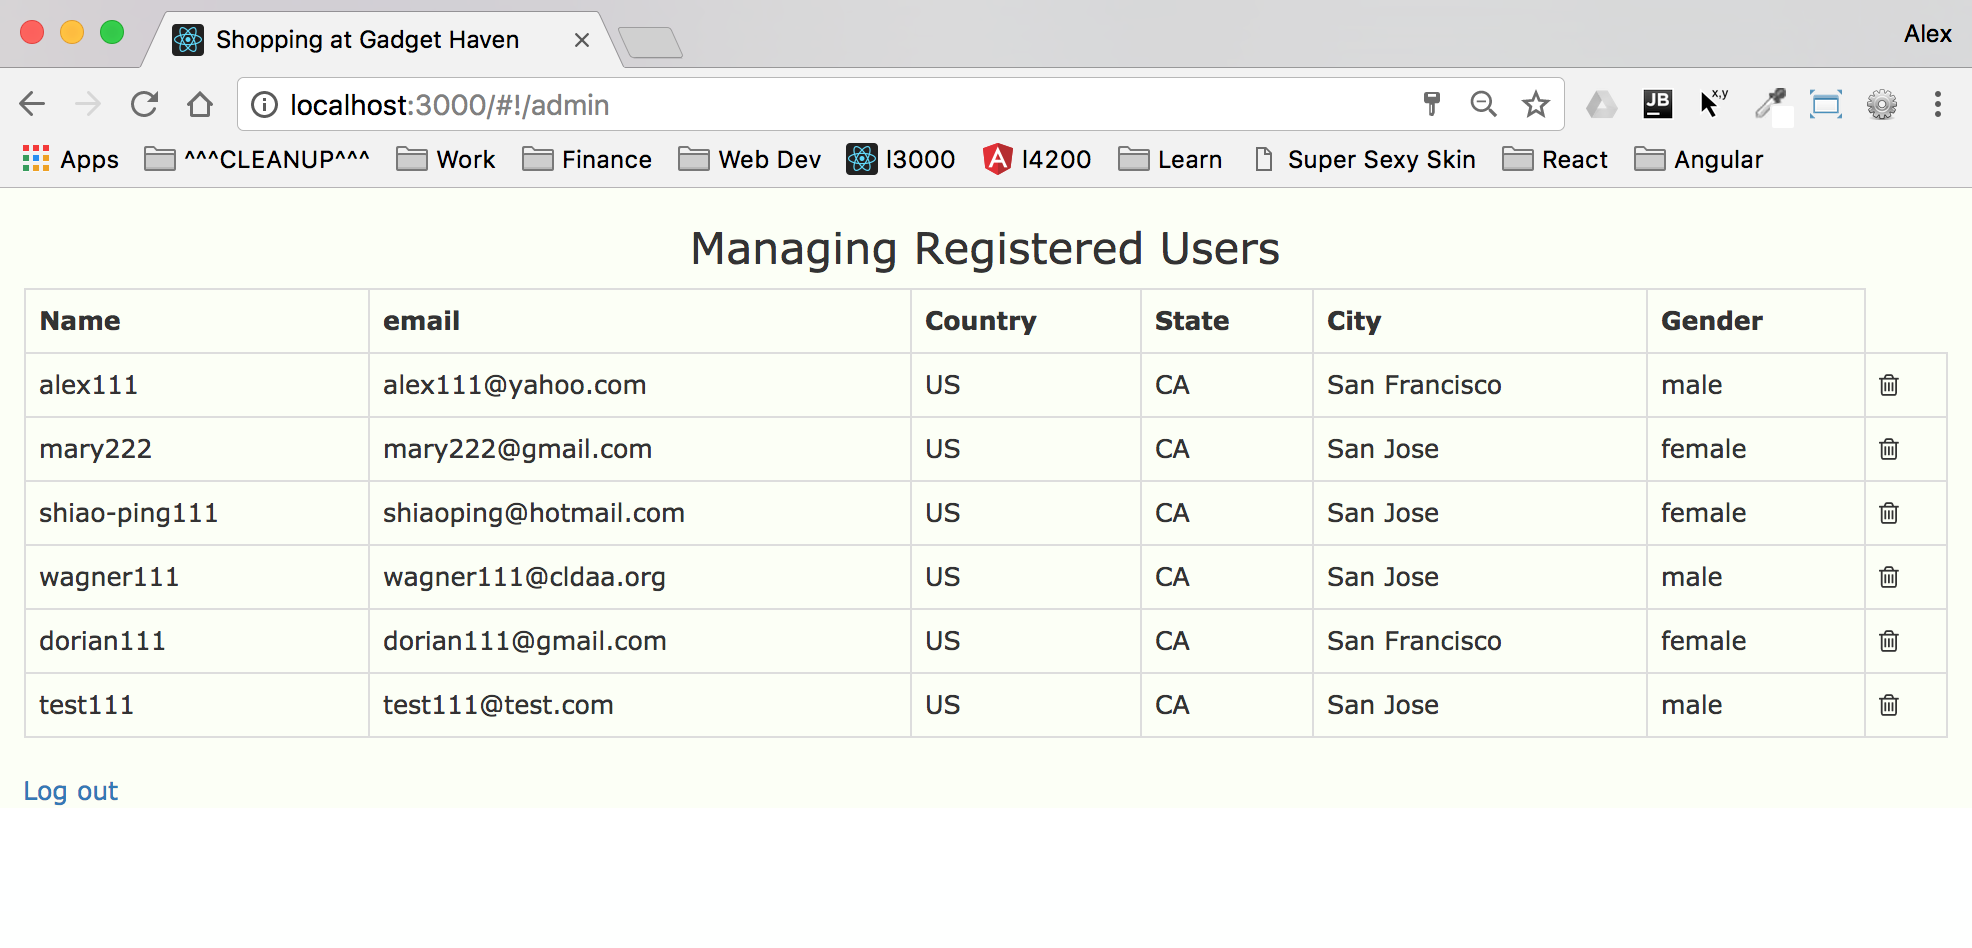 Shopping at Gadget Haven
Alex
localhost:3000/#!/admin
JB
x,y
Apps ^^^CLEANUP^^^ Work Finance Web Dev l3000 l4200 Learn Super Sexy Skin React Angular
Managing Registered Users
Name email Country State City Gender
alex111 alex111@yahoo.com US CA San Francisco male
mary222 mary222@gmail.com US CA San Jose female
shiao-ping111 shiaoping@hotmail.com US CA San Jose female
wagner111 wagner111@cldaa.org US CA San Jose male
dorian111 dorian111@gmail.com US CA San Francisco female
test111 test111@test.com US CA San Jose male
Log out